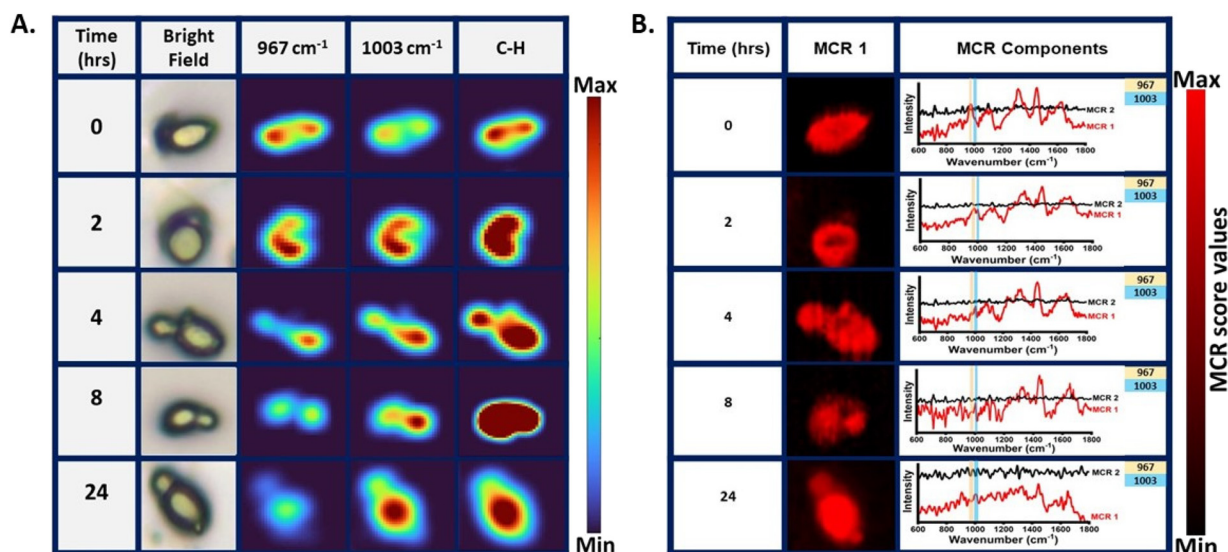 A.
Time (hrs) Bright Field 967 cm⁻¹ 1003 cm⁻¹ C-H
0
2
4
8
24
Max
Min
B.
Time (hrs) MCR 1 MCR Components
0
Intensity
MCR 2
MCR 1
967
1003
600 800 1000 1200 1400 1600 1800
Wavenumber (cm⁻¹)
2
Intensity
MCR 2
MCR 1
967
1003
600 800 1000 1200 1400 1600 1800
Wavenumber (cm⁻¹)
4
Intensity
MCR 2
MCR 1
967
1003
600 800 1000 1200 1400 1600 1800
Wavenumber (cm⁻¹)
8
Intensity
MCR 2
MCR 1
967
1003
600 800 1000 1200 1400 1600 1800
Wavenumber (cm⁻¹)
24
Intensity
MCR 2
MCR 1
967
1003
600 800 1000 1200 1400 1600 1800
Wavenumber (cm⁻¹)
Max
MCR score values
Min